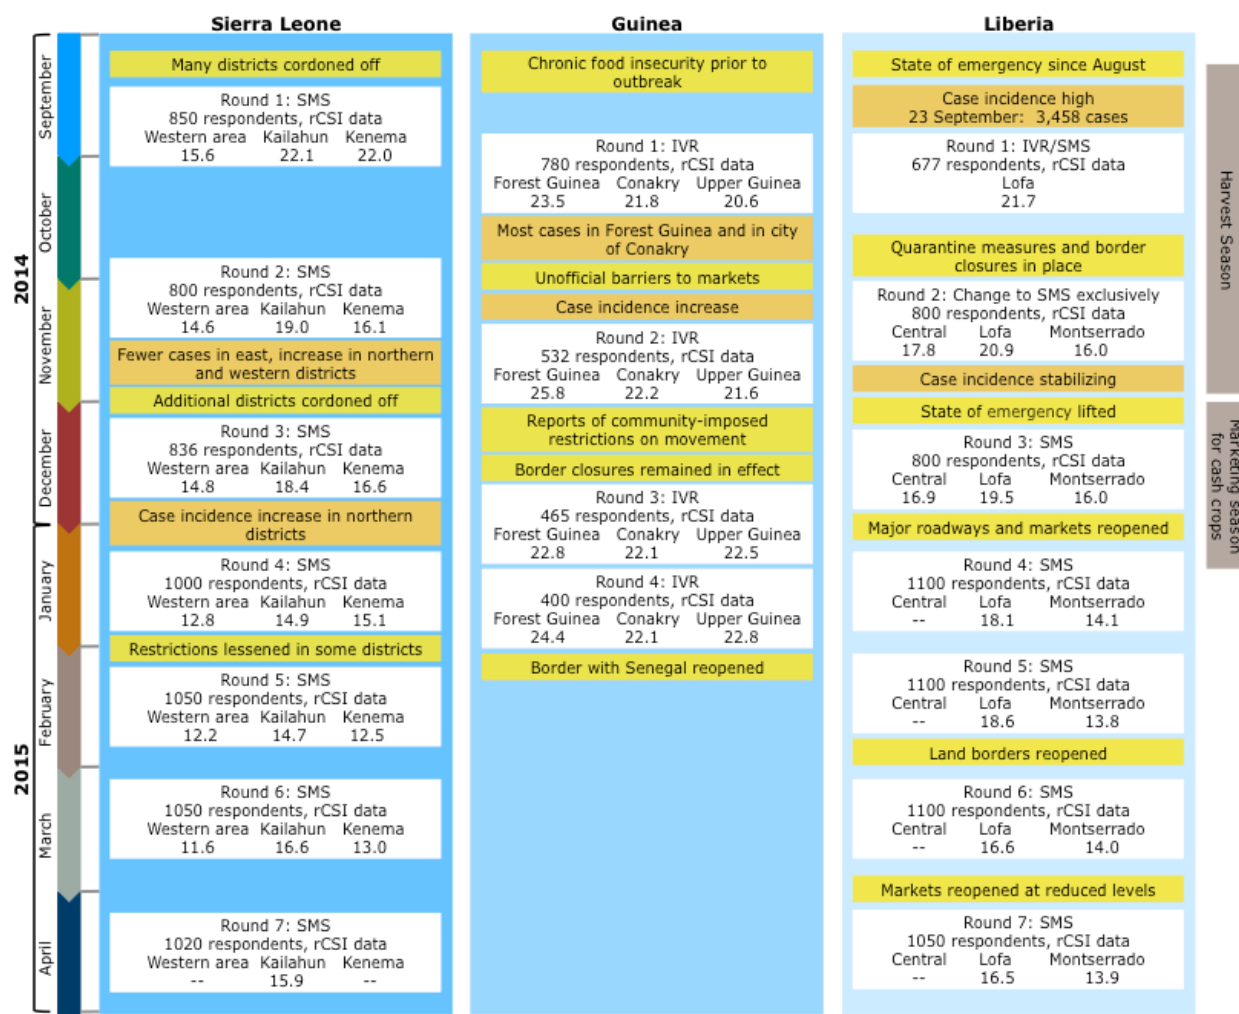 Sierra Leone
Many districts cordoned off
Round 1: SMS
850 respondents, rCSI data
Western area Kailahun Kenema
15.6 22.1 22.0
Round 2: SMS
800 respondents, rCSI data
Western area Kailahun Kenema
14.6 19.0 16.1
Fewer cases in east, increase in northern
and western districts
Additional districts cordoned off
Round 3: SMS
836 respondents, rCSI data
Western area Kailahun Kenema
14.8 18.4 16.6
Case incidence increase in northern
districts
Round 4: SMS
1000 respondents, rCSI data
Western area Kailahun Kenema
12.8 14.9 15.1
Restrictions lessened in some districts
Round 5: SMS
1050 respondents, rCSI data
Western area Kailahun Kenema
12.2 14.7 12.5
Round 6: SMS
1050 respondents, rCSI data
Western area Kailahun Kenema
11.6 16.6 13.0
Round 7: SMS
1020 respondents, rCSI data
Western area Kailahun Kenema
-- 15.9 --
Guinea
Chronic food insecurity prior to
outbreak
Round 1: IVR
780 respondents, rCSI data
Forest Guinea Conakry Upper Guinea
23.5 21.8 20.6
Most cases in Forest Guinea and in city
of Conakry
Unofficial barriers to markets
Case incidence increase
Round 2: IVR
532 respondents, rCSI data
Forest Guinea Conakry Upper Guinea
25.8 22.2 21.6
Reports of community-imposed
restrictions on movement
Border closures remained in effect
Round 3: IVR
465 respondents, rCSI data
Forest Guinea Conakry Upper Guinea
22.8 22.1 22.5
Round 4: IVR
400 respondents, rCSI data
Forest Guinea Conakry Upper Guinea
24.4 22.1 22.8
Border with Senegal reopened
Liberia
State of emergency since August
Case incidence high
23 September: 3,458 cases
Round 1: IVR/SMS
677 respondents, rCSI data
Lofa
21.7
Quarantine measures and border
closures in place
Round 2: Change to SMS exclusively
800 respondents, rCSI data
Central Lofa Montserrado
17.8 20.9 16.0
Case incidence stabilizing
State of emergency lifted
Round 3: SMS
800 respondents, rCSI data
Central Lofa Montserrado
16.9 19.5 16.0
Major roadways and markets reopened
Round 4: SMS
1100 respondents, rCSI data
Central Lofa Montserrado
-- 18.1 14.1
Round 5: SMS
1100 respondents, rCSI data
Central Lofa Montserrado
-- 18.6 13.8
Land borders reopened
Round 6: SMS
1100 respondents, rCSI data
Central Lofa Montserrado
-- 16.6 14.0
Markets reopened at reduced levels
Round 7: SMS
1050 respondents, rCSI data
Central Lofa Montserrado
-- 16.5 13.9
2014
September
October
November
December
2015
January
February
March
April
Harvest Season
Marketing season
for cash crops